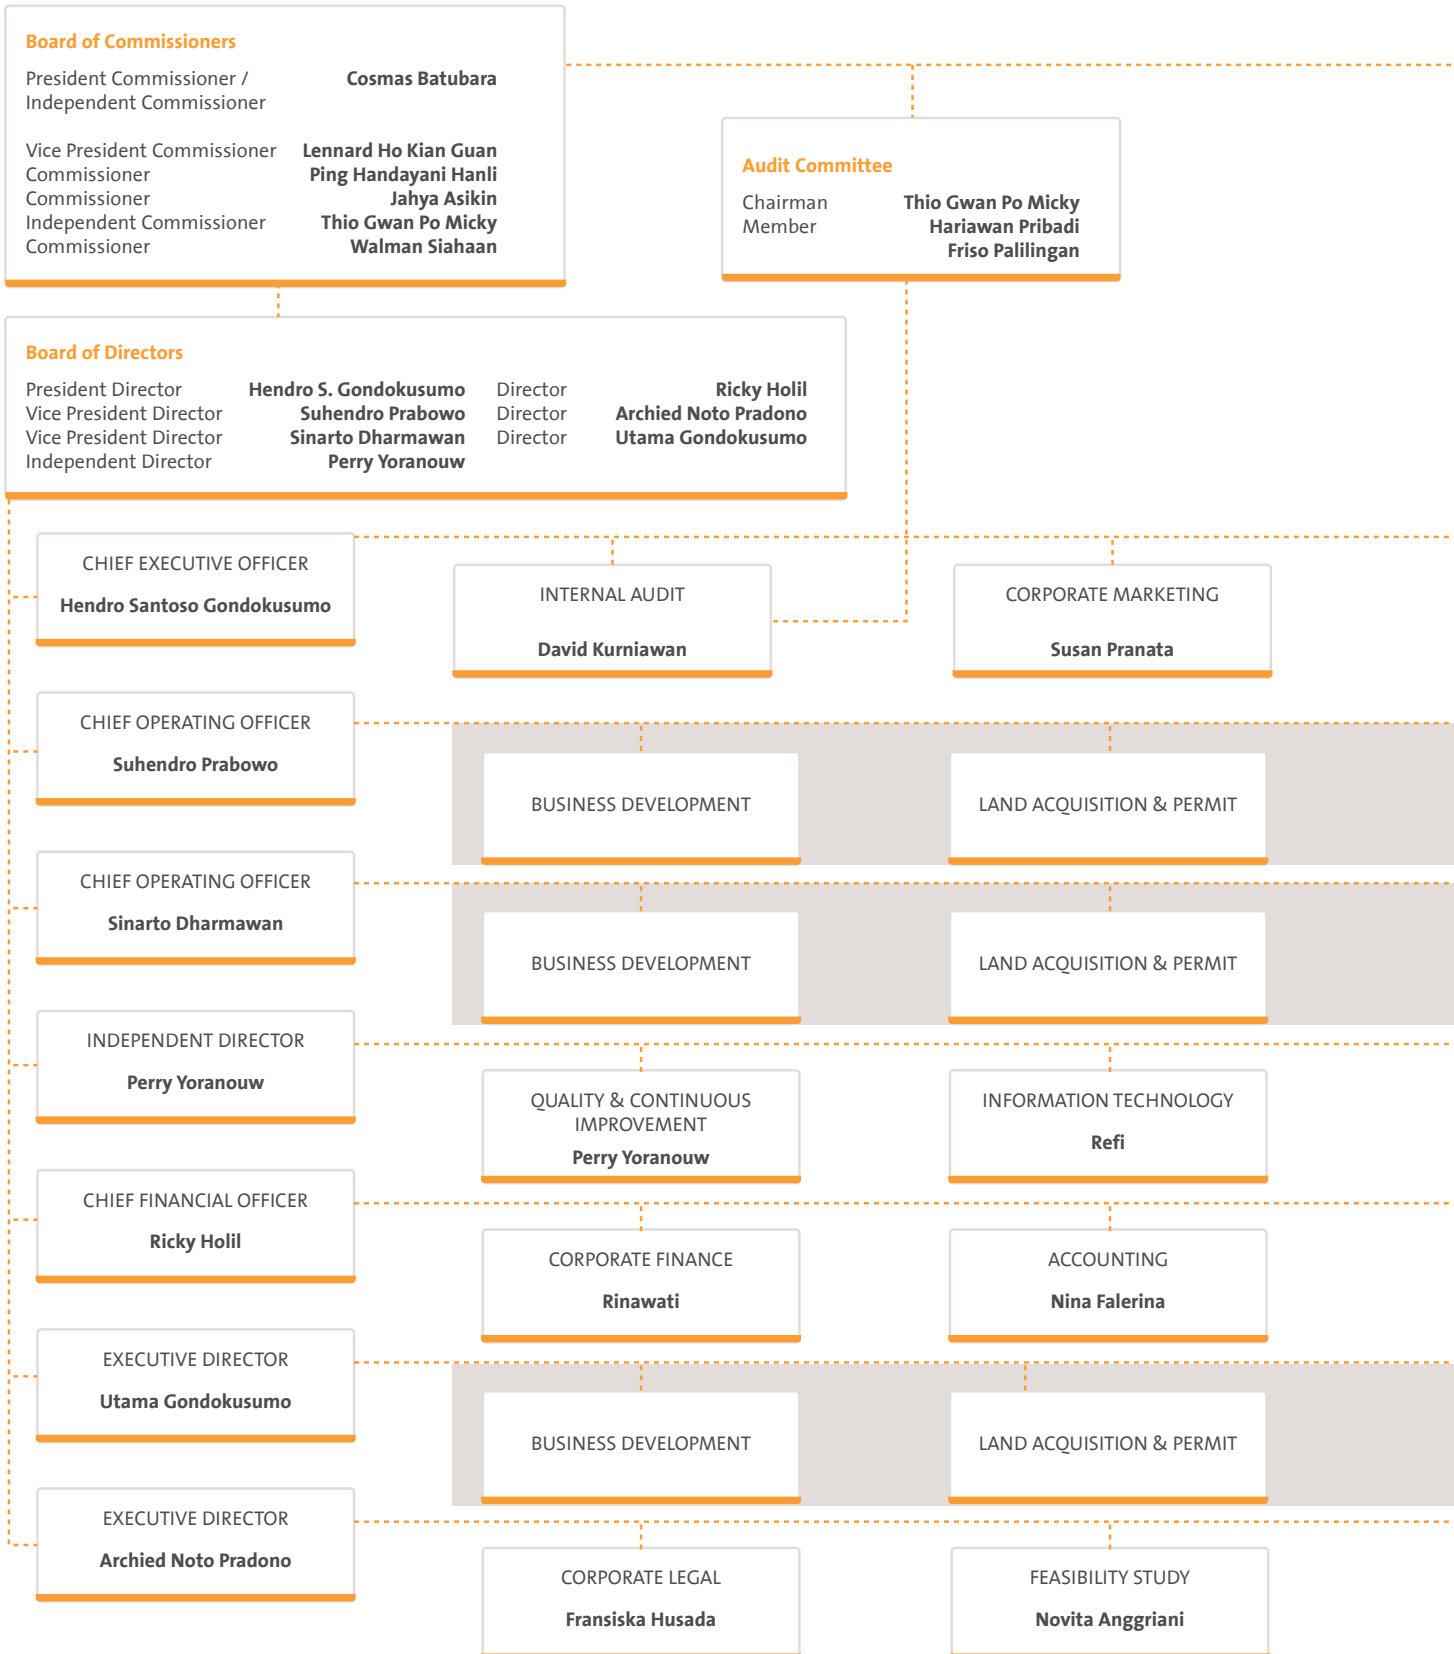 Board of Commissioners
President Commissioner / Cosmas Batubara
Independent Commissioner
Vice President Commissioner Lennard Ho Kian Guan
Commissioner Ping Handayani Hanli
Commissioner Jahya Asikin
Independent Commissioner Thio Gwan Po Micky
Commissioner Walman Siahaan
Audit Committee
Chairman Thio Gwan Po Micky
Member Hariawan Pribadi
Friso Palilingan
Board of Directors
President Director Hendro S. Gondokusumo Director Ricky Holil
Vice President Director Suhendro Prabowo Director Archied Noto Pradono
Vice President Director Sinarto Dharmawan Director Utama Gondokusumo
Independent Director Perry Yoranouw
CHIEF EXECUTIVE OFFICER
Hendro Santoso Gondokusumo
INTERNAL AUDIT
David Kurniawan
CORPORATE MARKETING
Susan Pranata
CHIEF OPERATING OFFICER
Suhendro Prabowo
BUSINESS DEVELOPMENT
LAND ACQUISITION & PERMIT
CHIEF OPERATING OFFICER
Sinarto Dharmawan
BUSINESS DEVELOPMENT
LAND ACQUISITION & PERMIT
INDEPENDENT DIRECTOR
Perry Yoranouw
QUALITY & CONTINUOUS
IMPROVEMENT
Perry Yoranouw
INFORMATION TECHNOLOGY
Refi
CHIEF FINANCIAL OFFICER
Ricky Holil
CORPORATE FINANCE
Rinawati
ACCOUNTING
Nina Falerina
EXECUTIVE DIRECTOR
Utama Gondokusumo
BUSINESS DEVELOPMENT
LAND ACQUISITION & PERMIT
EXECUTIVE DIRECTOR
Archied Noto Pradono
CORPORATE LEGAL
Fransiska Husada
FEASIBILITY STUDY
Novita Anggriani